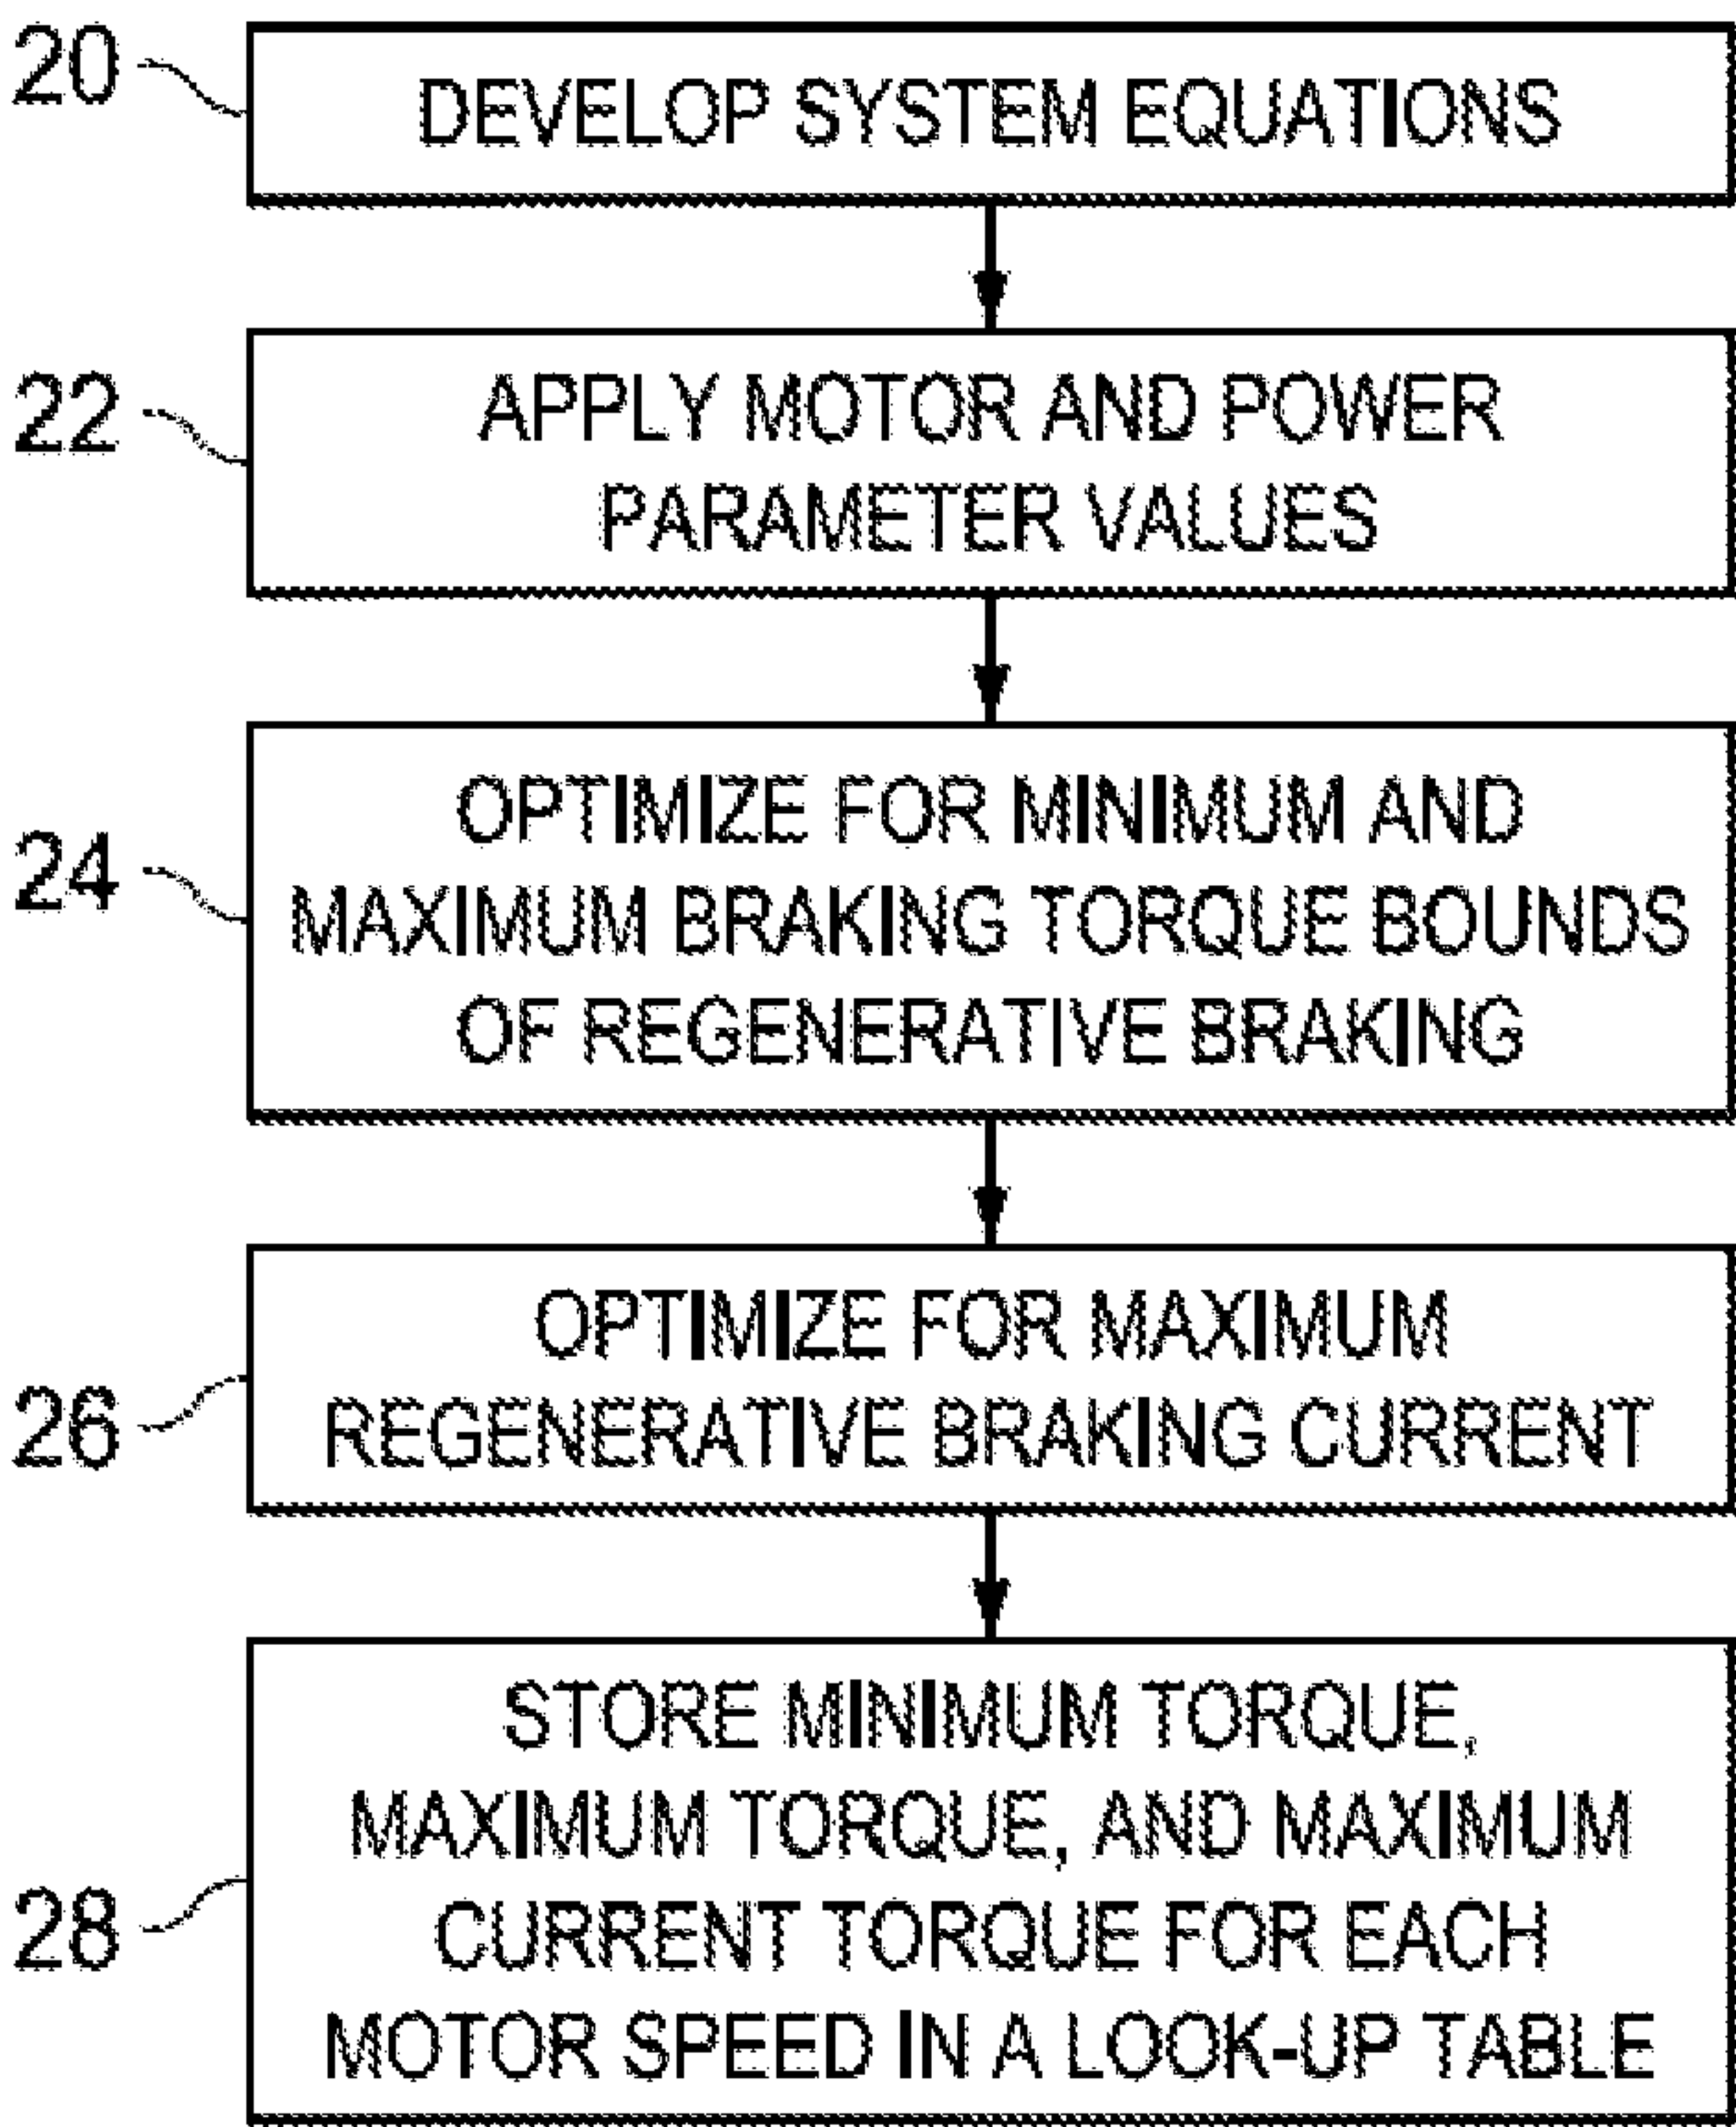 20
DEVELOP SYSTEM EQUATIONS
22
APPLY MOTOR AND POWER
PARAMETER VALUES
24
OPTIMIZE FOR MINIMUM AND
MAXIMUM BRAKING TORQUE BOUNDS
OF REGENERATIVE BRAKING
26
OPTIMIZE FOR MAXIMUM
REGENERATIVE BRAKING CURRENT
28
STORE MINIMUM TORQUE,
MAXIMUM TORQUE, AND MAXIMUM
CURRENT TORQUE FOR EACH
MOTOR SPEED IN A LOOK-UP TABLE